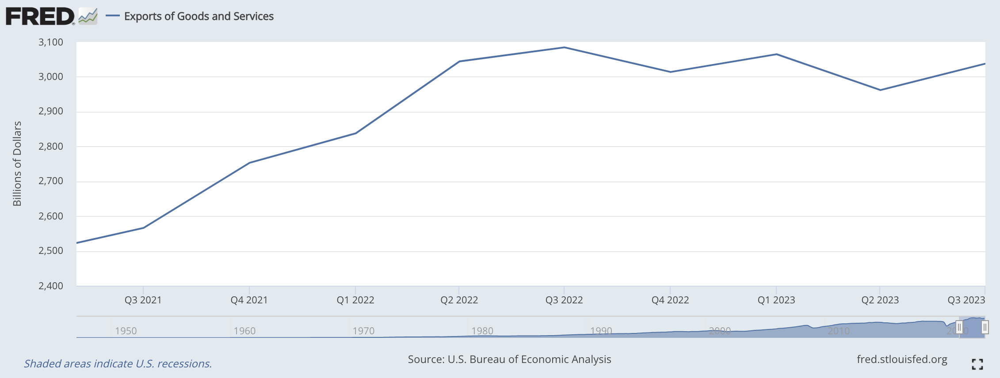 FRED® Exports of Goods and Services
3,100
3,000
2,900
2,800
2,700
2,600
2,500
2,400
Billions of Dollars
Q3 2021 Q4 2021 Q1 2022 Q2 2022 Q3 2022 Q4 2022 Q1 2023 Q2 2023 Q3 2023
1950 1960 1970 1980 1990 2000 2010
Shaded areas indicate U.S. recessions.
Source: U.S. Bureau of Economic Analysis
fred.stlouisfed.org